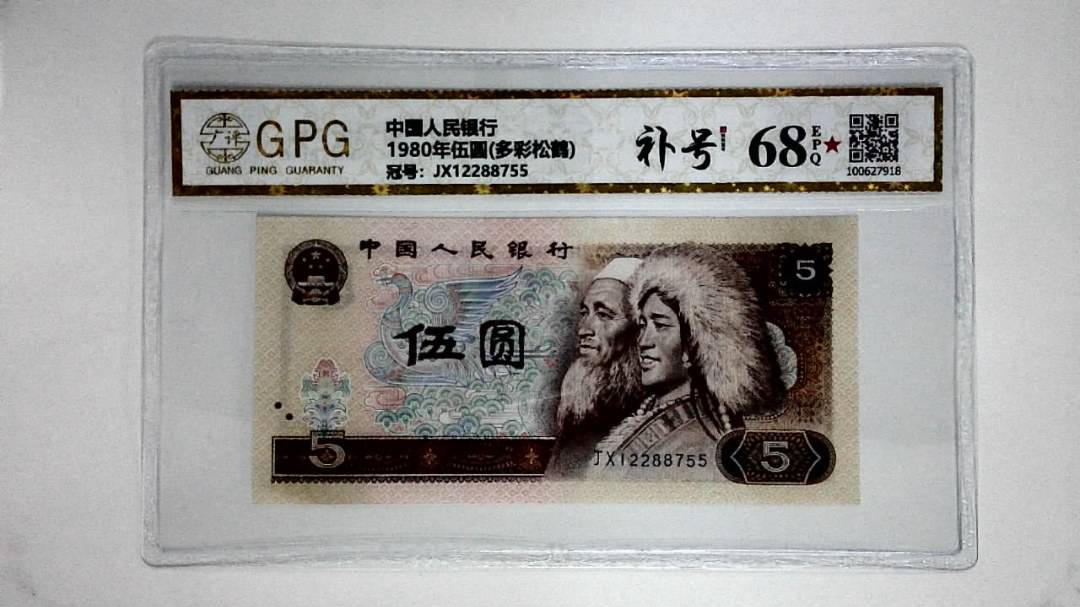 广评
GPG
GUANG PING GUARANTY
中国人民银行
1980年伍圆(多彩松鹤)
冠号: JX12288755
补号
68
EPQ
100627918
中国人民银行
5
伍圆
5
JX12288755
5